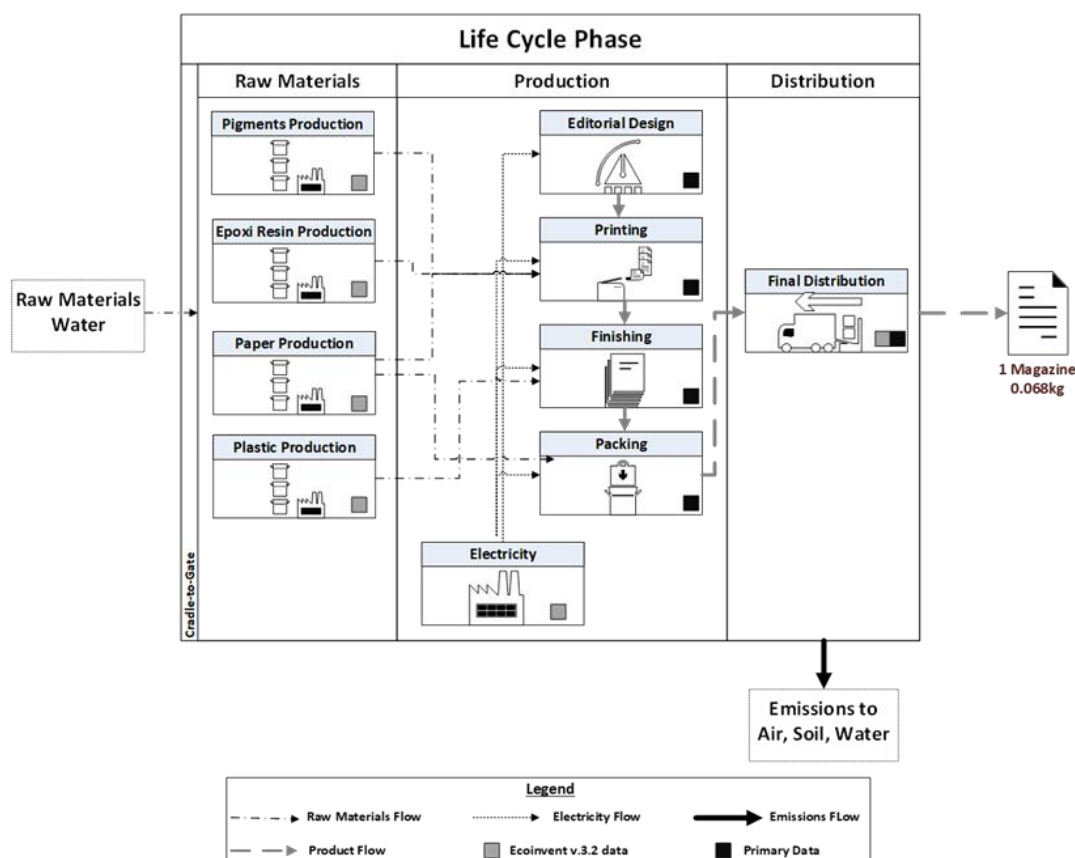 Life Cycle Phase
Raw Materials
Production
Distribution
Pigments Production
Editorial Design
Epoxi Resin Production
Printing
Raw Materials
Water
Final Distribution
Paper Production
Finishing
1 Magazine
0.068kg
Plastic Production
Packing
Electricity
Cradle-to-Gate
Emissions to
Air, Soil, Water
Legend
Raw Materials Flow
Electricity Flow
Emissions FLow
Product Flow
Ecoinvent v.3.2 data
Primary Data